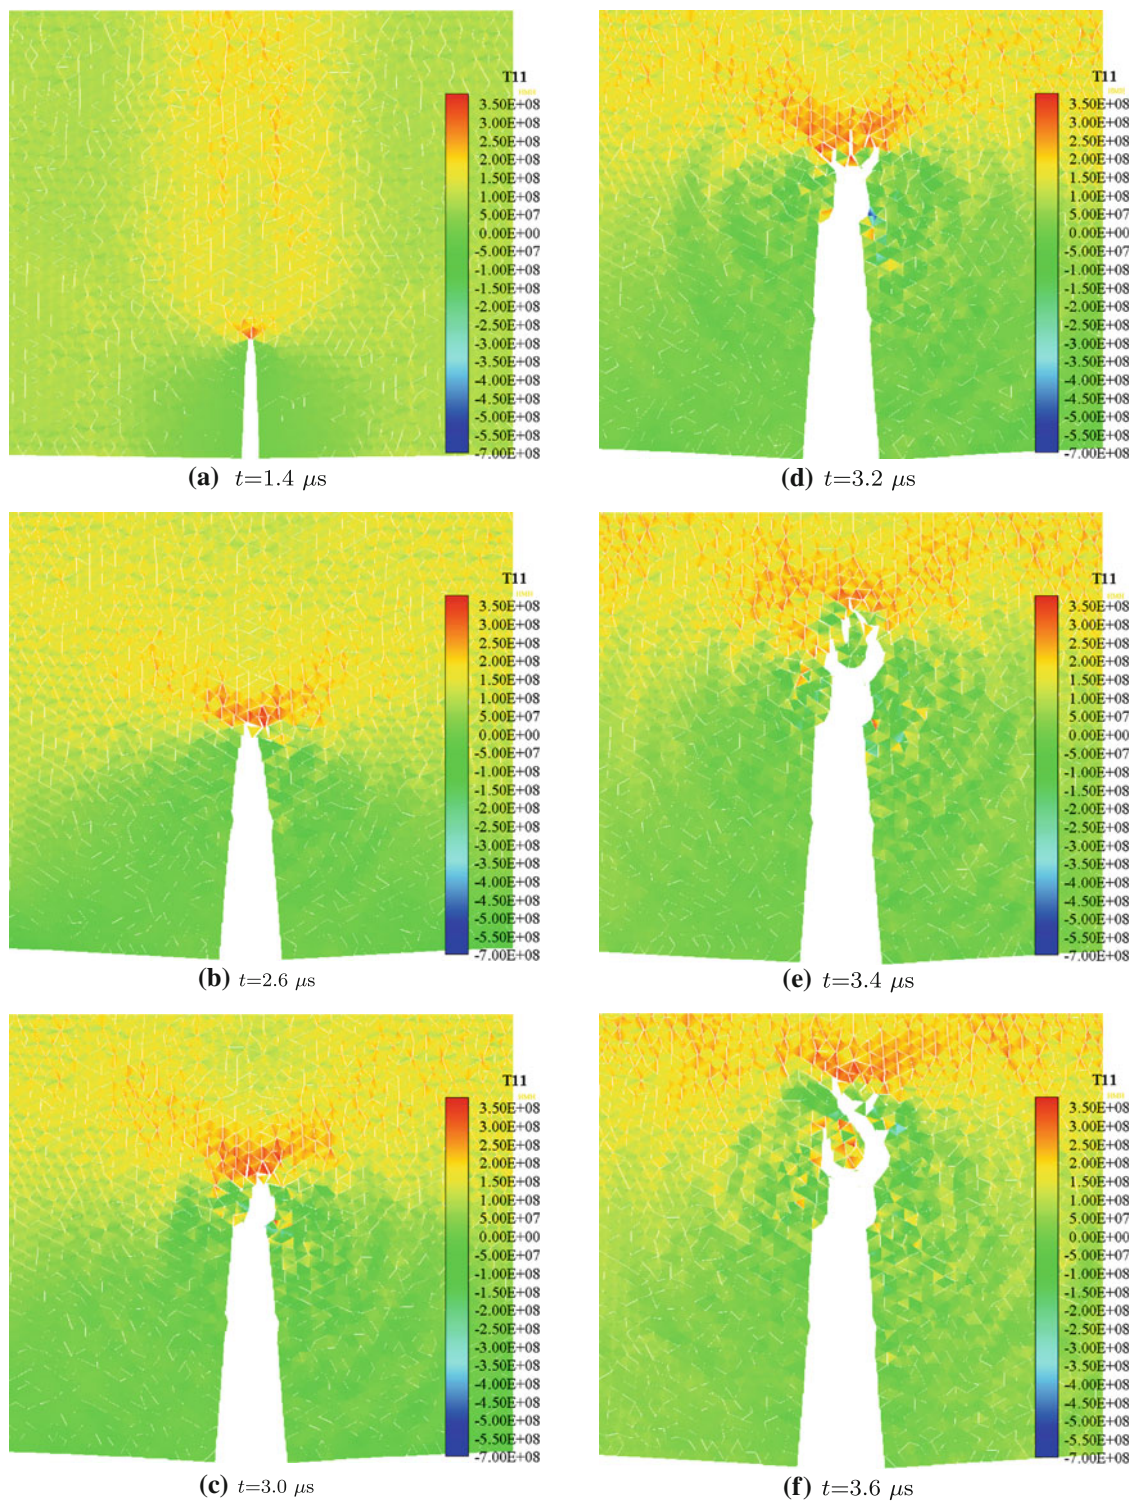 T11
3.50E+08
3.00E+08
2.50E+08
2.00E+08
1.50E+08
1.00E+08
5.00E+07
0.00E+00
-5.00E+07
-1.00E+08
-1.50E+08
-2.00E+08
-2.50E+08
-3.00E+08
-3.50E+08
-4.00E+08
-4.50E+08
-5.00E+08
-5.50E+08
-7.00E+08
(a) t=1.4 μs
T11
3.50E+08
3.00E+08
2.50E+08
2.00E+08
1.50E+08
1.00E+08
5.00E+07
0.00E+00
-5.00E+07
-1.00E+08
-1.50E+08
-2.00E+08
-2.50E+08
-3.00E+08
-3.50E+08
-4.00E+08
-4.50E+08
-5.00E+08
-5.50E+08
-7.00E+08
(b) t=2.6 μs
T11
3.50E+08
3.00E+08
2.50E+08
2.00E+08
1.50E+08
1.00E+08
5.00E+07
0.00E+00
-5.00E+07
-1.00E+08
-1.50E+08
-2.00E+08
-2.50E+08
-3.00E+08
-3.50E+08
-4.00E+08
-4.50E+08
-5.00E+08
-5.50E+08
-7.00E+08
(c) t=3.0 μs
T11
3.50E+08
3.00E+08
2.50E+08
2.00E+08
1.50E+08
1.00E+08
5.00E+07
0.00E+00
-5.00E+07
-1.00E+08
-1.50E+08
-2.00E+08
-2.50E+08
-3.00E+08
-3.50E+08
-4.00E+08
-4.50E+08
-5.00E+08
-5.50E+08
-7.00E+08
(d) t=3.2 μs
T11
3.50E+08
3.00E+08
2.50E+08
2.00E+08
1.50E+08
1.00E+08
5.00E+07
0.00E+00
-5.00E+07
-1.00E+08
-1.50E+08
-2.00E+08
-2.50E+08
-3.00E+08
-3.50E+08
-4.00E+08
-4.50E+08
-5.00E+08
-5.50E+08
-7.00E+08
(e) t=3.4 μs
T11
3.50E+08
3.00E+08
2.50E+08
2.00E+08
1.50E+08
1.00E+08
5.00E+07
0.00E+00
-5.00E+07
-1.00E+08
-1.50E+08
-2.00E+08
-2.50E+08
-3.00E+08
-3.50E+08
-4.00E+08
-4.50E+08
-5.00E+08
-5.50E+08
-7.00E+08
(f) t=3.6 μs